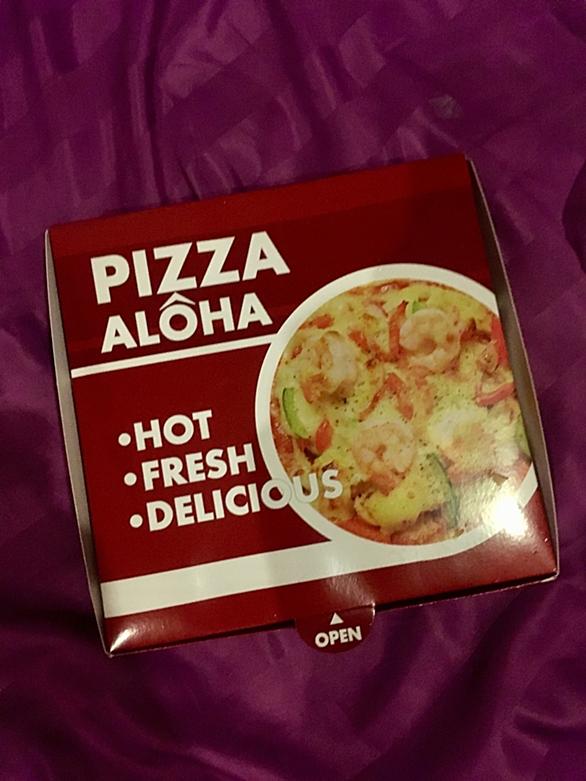 PIZZA
ALÔHA
•HOT
•FRESH
•DELICIOUS
OPEN